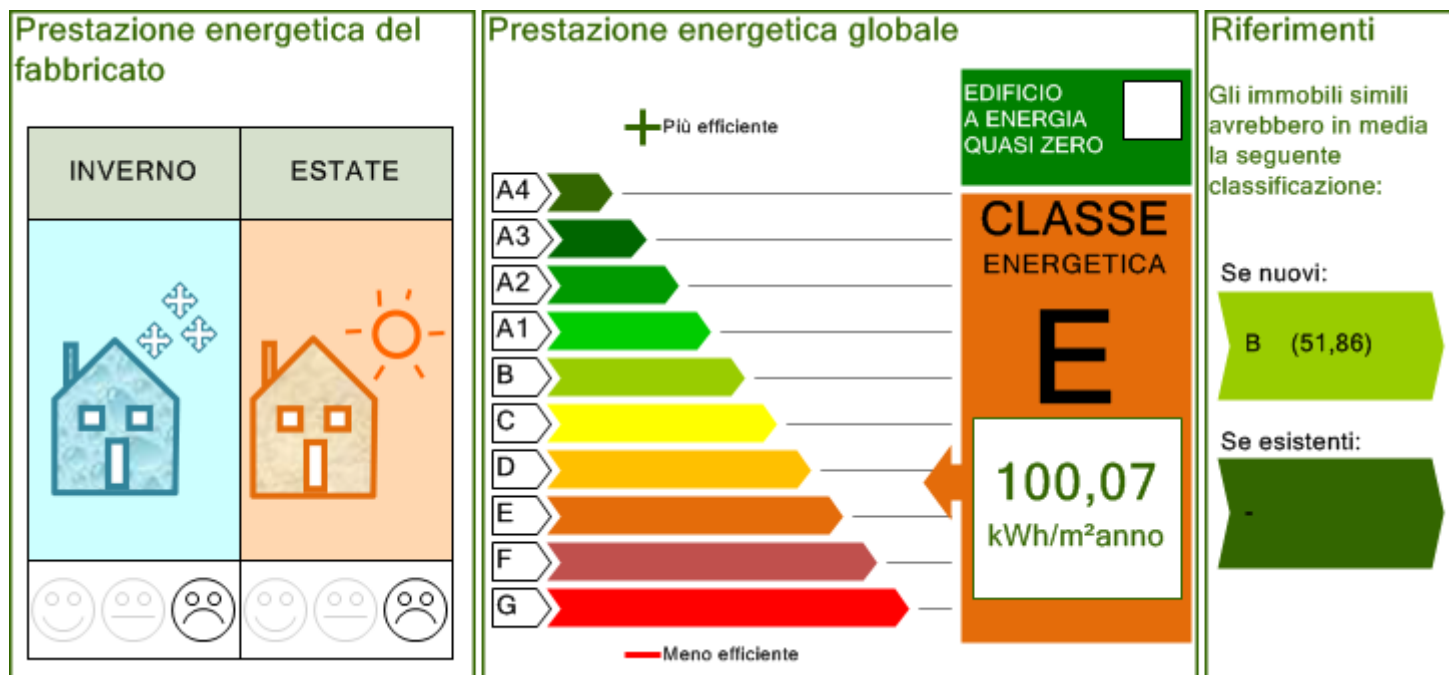 Prestazione energetica del
fabbricato
INVERNO
ESTATE
Prestazione energetica globale
Più efficiente
A4
A3
A2
A1
B
C
D
E
F
G
Meno efficiente
EDIFICIO
A ENERGIA
QUASI ZERO
CLASSE
ENERGETICA
E
100,07
kWh/m²anno
Riferimenti
Gli immobili simili
avrebbero in media
la seguente
classificazione:
Se nuovi:
B (51,86)
Se esistenti:
-